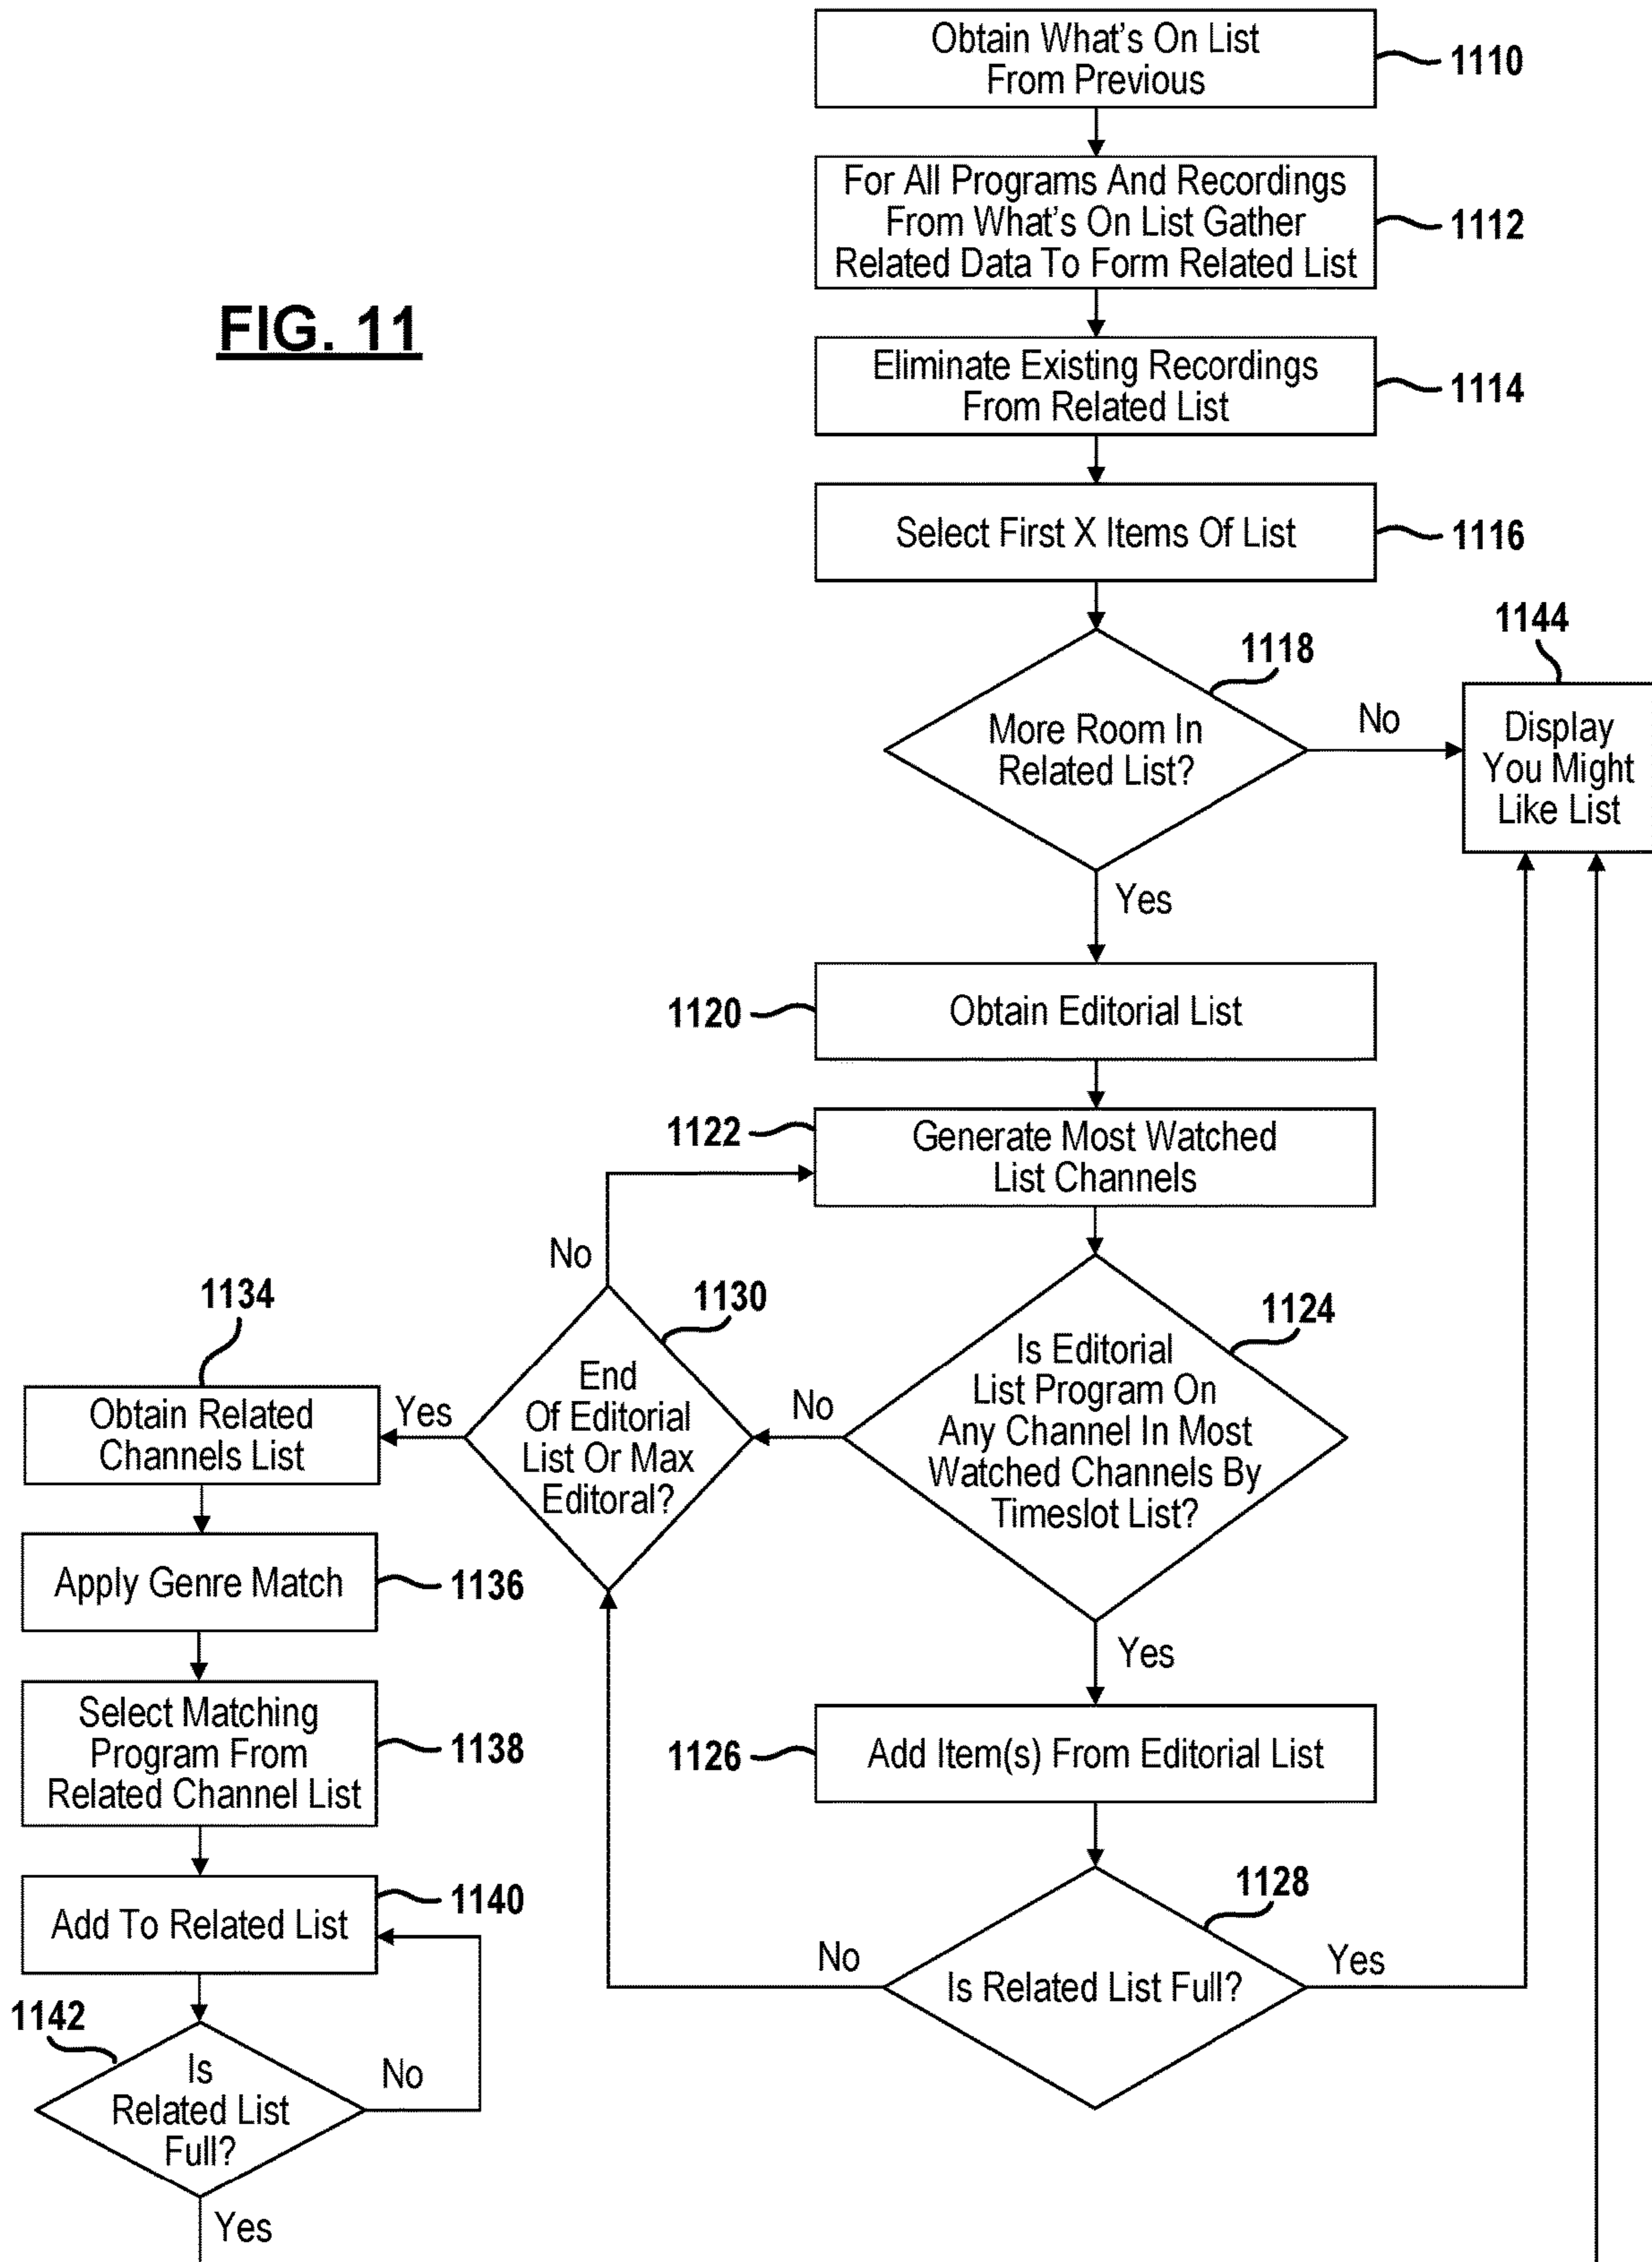 Obtain What's On List
From Previous
1110
For All Programs And Recordings
From What's On List Gather
Related Data To Form Related List
1112
FIG. 11
Eliminate Existing Recordings
From Related List
1114
Select First X Items Of List
1116
1118
More Room In
Related List?
No
1144
Display
You Might
Like List
Yes
1120
Obtain Editorial List
1122
Generate Most Watched
List Channels
No
1130
End
Of Editorial
List Or Max
Editoral?
No
1124
Is Editorial
List Program On
Any Channel In Most
Watched Channels By
Timeslot List?
Yes
1134
Obtain Related
Channels List
Yes
Apply Genre Match
1136
Select Matching
Program From
Related Channel List
1138
1126
Add Item(s) From Editorial List
Add To Related List
1140
1128
Is Related List Full?
No
Yes
1142
Is
Related List
Full?
No
Yes